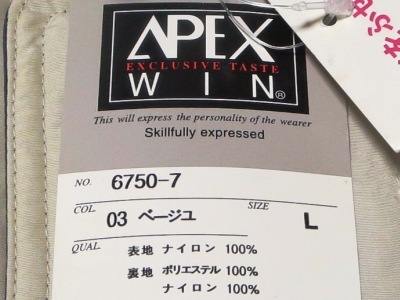 APEX
EXCLUSIVE TASTE
WIN®
This will express the personality of the wearer
Skillfully expressed
NO. 6750-7
COL. 03 ベージュ SIZE L
QUAL. 表地 ナイロン 100%
裏地 ポリエステル 100%
ナイロン 100%